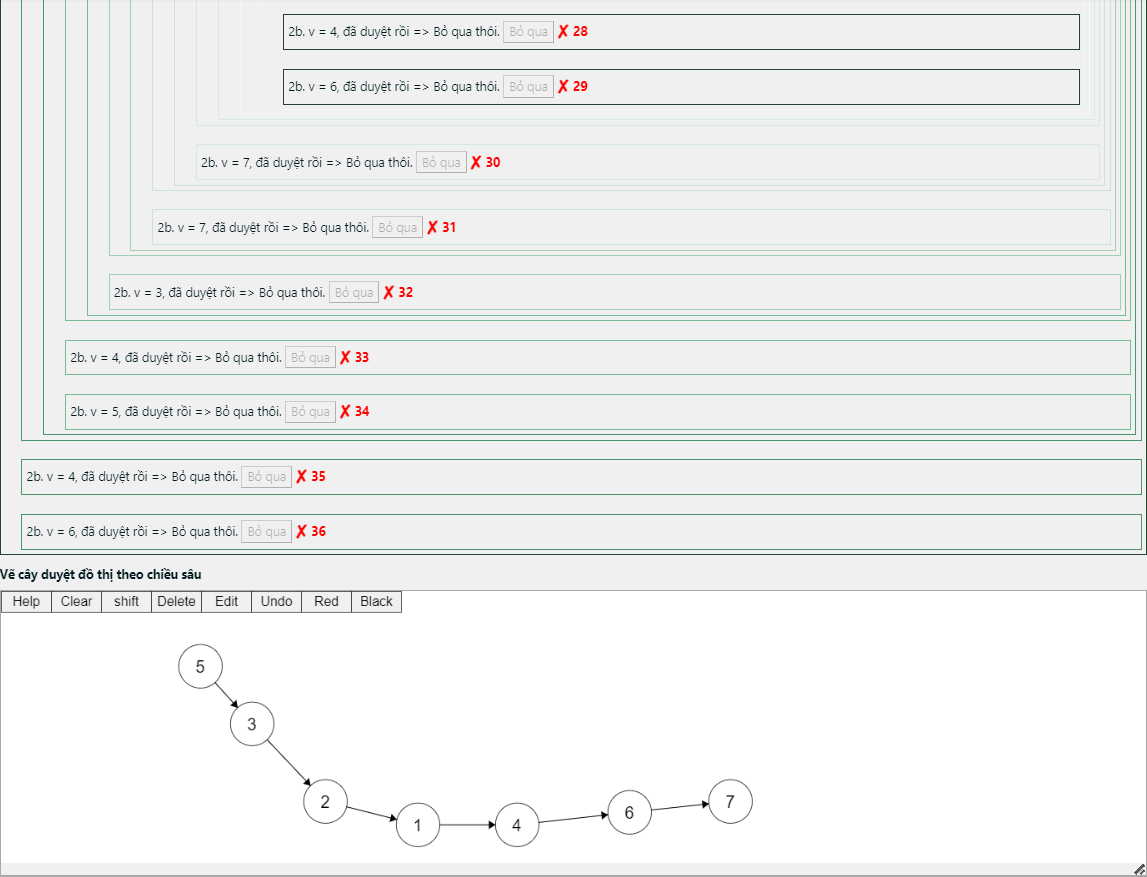 2b. v = 4, đã duyệt rồi => Bỏ qua thôi. Bỏ qua ✘ 28
2b. v = 6, đã duyệt rồi => Bỏ qua thôi. Bỏ qua ✘ 29
2b. v = 7, đã duyệt rồi => Bỏ qua thôi. Bỏ qua ✘ 30
2b. v = 7, đã duyệt rồi => Bỏ qua thôi. Bỏ qua ✘ 31
2b. v = 3, đã duyệt rồi => Bỏ qua thôi. Bỏ qua ✘ 32
2b. v = 4, đã duyệt rồi => Bỏ qua thôi. Bỏ qua ✘ 33
2b. v = 5, đã duyệt rồi => Bỏ qua thôi. Bỏ qua ✘ 34
2b. v = 4, đã duyệt rồi => Bỏ qua thôi. Bỏ qua ✘ 35
2b. v = 6, đã duyệt rồi => Bỏ qua thôi. Bỏ qua ✘ 36
Vẽ cây duyệt đồ thị theo chiều sâu
Help Clear shift Delete Edit Undo Red Black
5
3
2
1
4
6
7